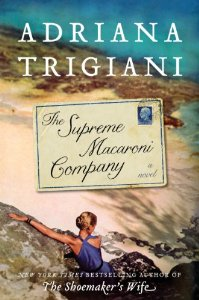 ADRIANA
TRIGIANI
The
Supreme
Macaroni
Company
a
novel
NEW YORK TIMES BESTSELLING AUTHOR OF
The Shoemaker's Wife